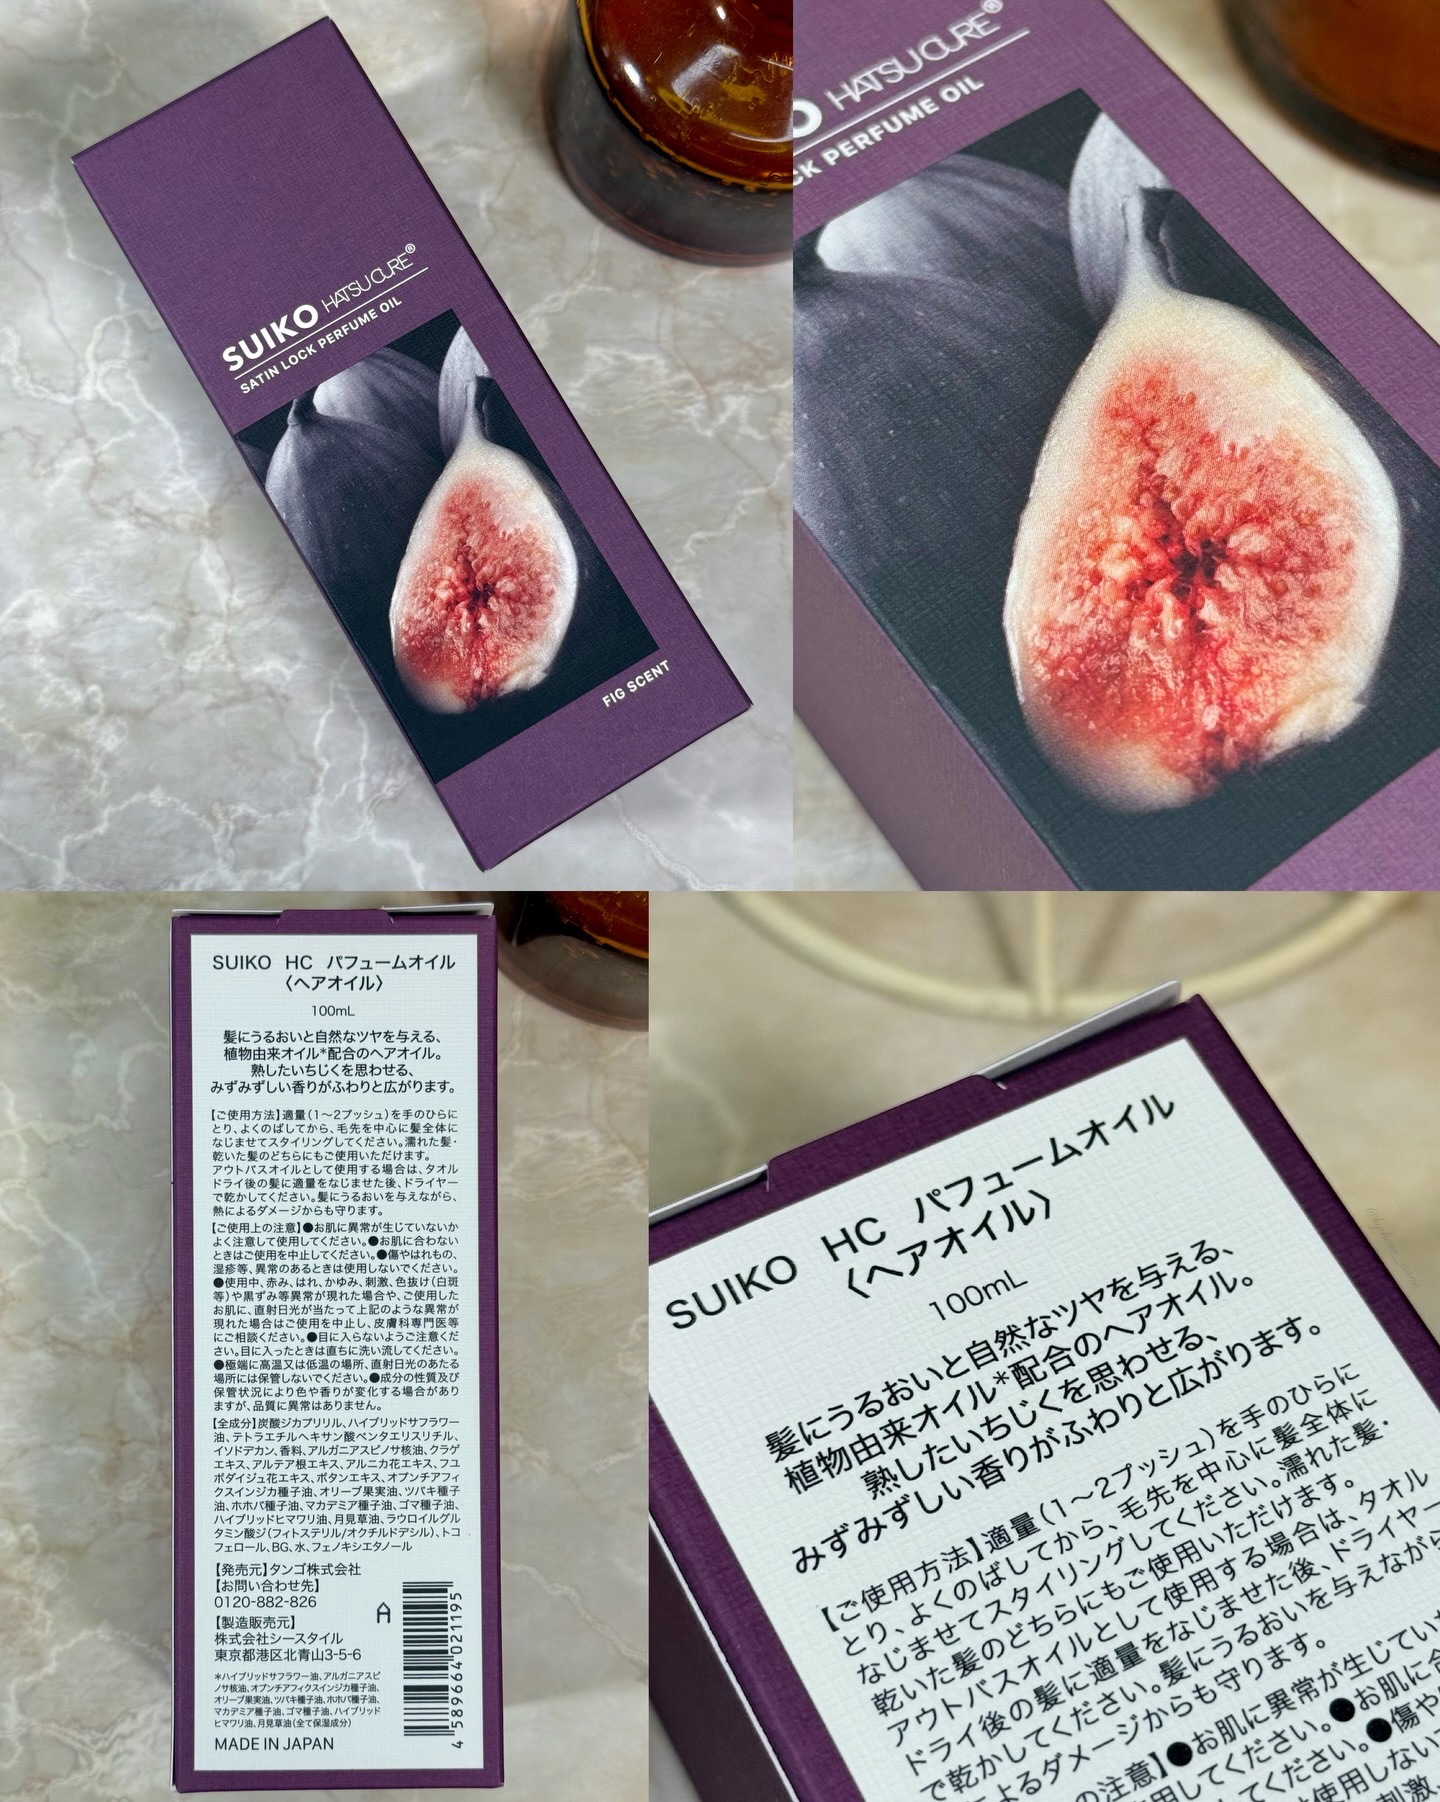 SUIKO HATSUCURE®
SATIN LOCK PERFUME OIL
FIG SCENT
O HATSUCURE®
CK PERFUME OIL
SUIKO HC パフュームオイル
〈ヘアオイル〉
100mL
髪にうるおいと自然なツヤを与える、
植物由来オイル*配合のヘアオイル。
熟したいちじくを思わせる、
みずみずしい香りがふわりと広がります。
【ご使用方法】適量(1〜2プッシュ)を手のひらに
とり、よくのばしてから、毛先を中心に髪全体に
なじませてスタイリングしてください。濡れた髪・
乾いた髪のどちらにもご使用いただけます。
アウトバスオイルとして使用する場合は、タオル
ドライ後の髪に適量をなじませた後、ドライヤー
で乾かしてください。髪にうるおいを与えながら、
熱によるダメージからも守ります。
【ご使用上の注意】●お肌に異常が生じていないか
よく注意して使用してください。●お肌に合わない
ときはご使用を中止してください。●傷やはれもの、
湿疹等、異常のあるときは使用しないでください。
●使用中、赤み、はれ、かゆみ、刺激、色抜け(白斑
等)や黒ずみ等異常が現れた場合や、ご使用した
お肌に、直射日光が当たって上記のような異常が
現れた場合はご使用を中止し、皮膚科専門医等
にご相談ください。●目に入らないようご注意くだ
さい。目に入ったときは直ちに洗い流してください。
●極端に高温又は低温の場所、直射日光のあたる
場所には保管しないでください。●成分の性質及び
保管状況により色や香りが変化する場合があり
ますが、品質に異常はありません。
【全成分】炭酸ジカプリリル、ハイブリッドサフラワー
油、テトラエチルヘキサン酸ペンタエリスリチル、
イソドデカン、香料、アルガニアスピノサ核油、クラゲ
エキス、アルテア根エキス、アルニカ花エキス、フユ
ボダイジュ花エキス、ボタンエキス、オプンチアフィ
クスインジカ種子油、オリーブ果実油、ツバキ種子
油、ホホバ種子油、マカデミア種子油、ゴマ種子油、
ハイブリッドヒマワリ油、月見草油、ラウロイルグル
タミン酸ジ(フィトステリル/オクチルドデシル)、トコ
フェロール、BG、水、フェノキシエタノール
【発売元】タンゴ株式会社
【お問い合わせ先】
0120-882-826
【製造販売元】
株式会社シースタイル
東京都港区北青山3-5-6
*ハイブリッドサフラワー油、アルガニアスピ
ノサ核油、オプンチアフィクスインジカ種子油、
オリーブ果実油、ツバキ種子油、ホホバ種子油、
マカデミア種子油、ゴマ種子油、ハイブリッド
ヒマワリ油、月見草油(全て保湿成分)
MADE IN JAPAN
4 589664 021195
SUIKO HC パフュームオイル
〈ヘアオイル〉
100mL
髪にうるおいと自然なツヤを与える、
植物由来オイル*配合のヘアオイル。
熟したいちじくを思わせる、
みずみずしい香りがふわりと広がります。
【ご使用方法】適量(1〜2プッシュ)を手のひらに
とり、よくのばしてから、毛先を中心に髪全体に
なじませてスタイリングしてください。濡れた髪・
乾いた髪のどちらにもご使用いただけます。
アウトバスオイルとして使用する場合は、タオル
ドライ後の髪に適量をなじませた後、ドライヤー
で乾かしてください。髪にうるおいを与えながら
よるダメージからも守ります。
の注意】●お肌に異常が生じてい
用してください。●お肌に合
してください。●傷や
は使用しない
刺激、